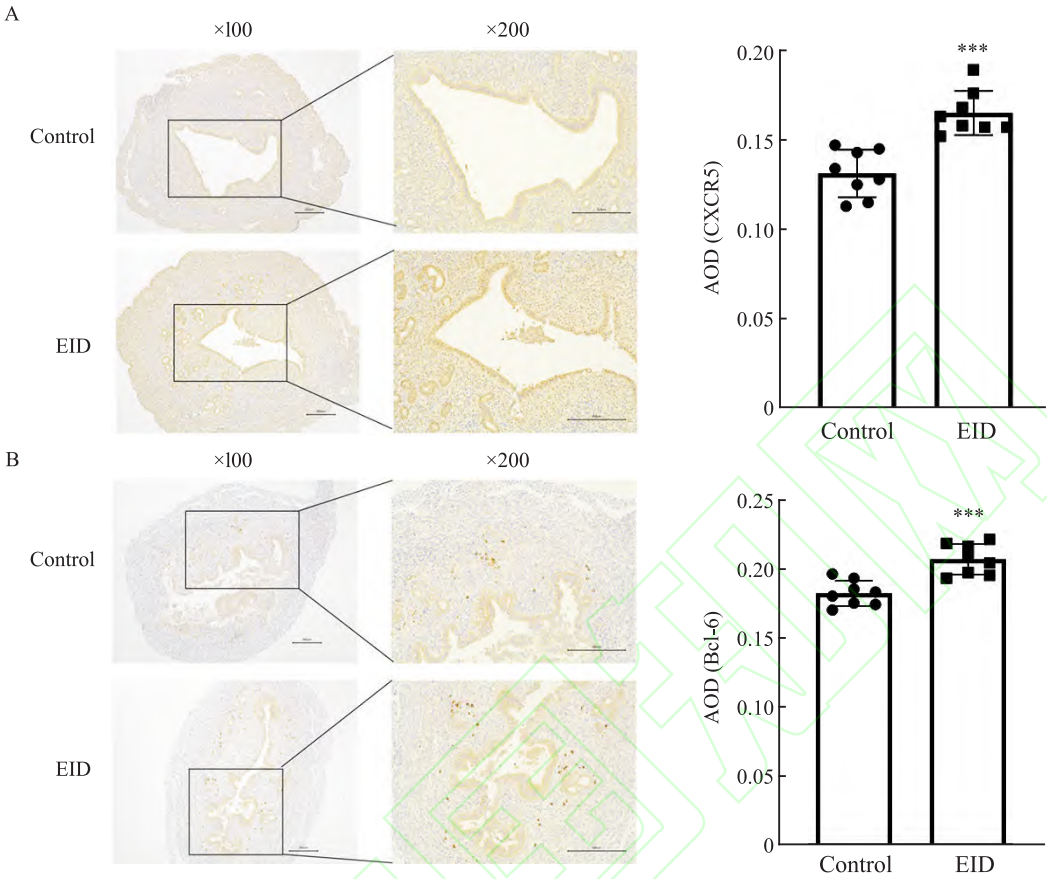 A
×100
×200
Control
EID
AOD (CXCR5)
0.20
0.15
0.10
0.05
0
***
Control
EID
B
×100
×200
Control
EID
AOD (Bcl-6)
0.25
0.20
0.15
0.10
0.05
0
***
Control
EID